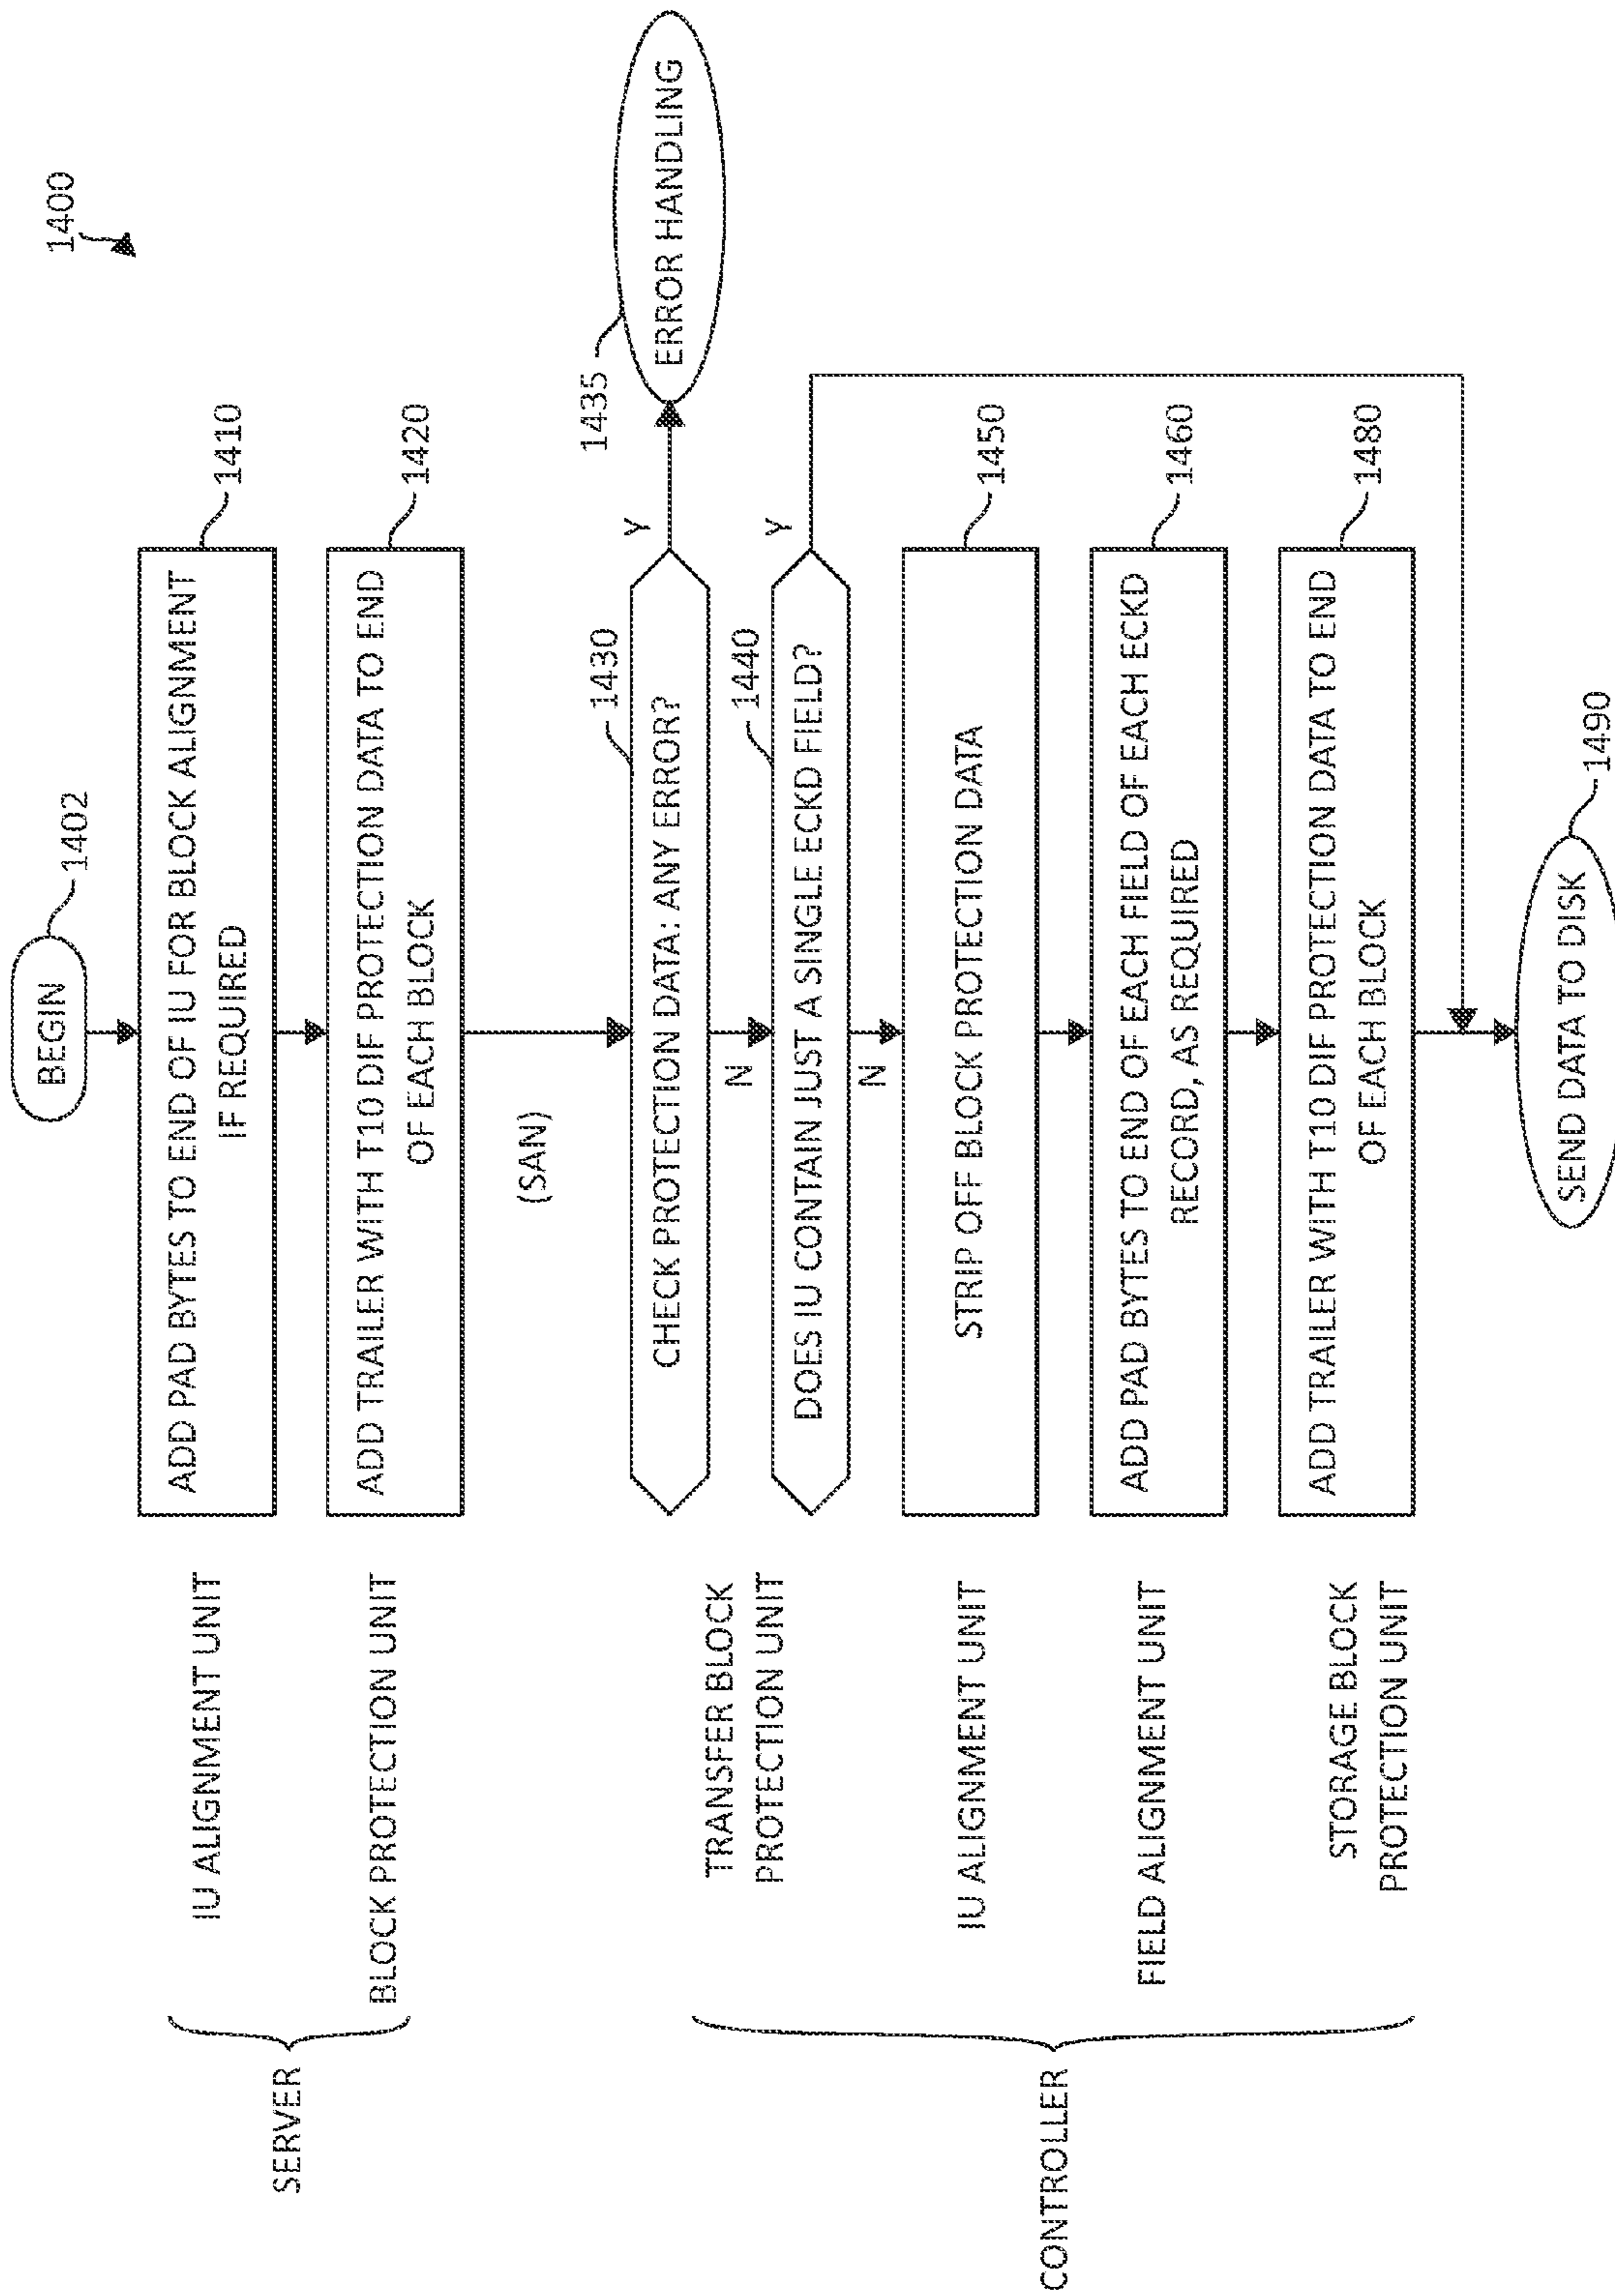 1400
BEGIN
1402
SERVER
IU ALIGNMENT UNIT
ADD PAD BYTES TO END OF IU FOR BLOCK ALIGNMENT
IF REQUIRED
1410
BLOCK PROTECTION UNIT
ADD TRAILER WITH T10 DIF PROTECTION DATA TO END
OF EACH BLOCK
1420
(SAN)
CONTROLLER
TRANSFER BLOCK
PROTECTION UNIT
1430
CHECK PROTECTION DATA: ANY ERROR?
Y
1435
ERROR HANDLING
N
1440
DOES IU CONTAIN JUST A SINGLE ECKD FIELD?
Y
N
IU ALIGNMENT UNIT
STRIP OFF BLOCK PROTECTION DATA
1450
FIELD ALIGNMENT UNIT
ADD PAD BYTES TO END OF EACH FIELD OF EACH ECKD
RECORD, AS REQUIRED
1460
STORAGE BLOCK
PROTECTION UNIT
ADD TRAILER WITH T10 DIF PROTECTION DATA TO END
OF EACH BLOCK
1480
SEND DATA TO DISK
1490